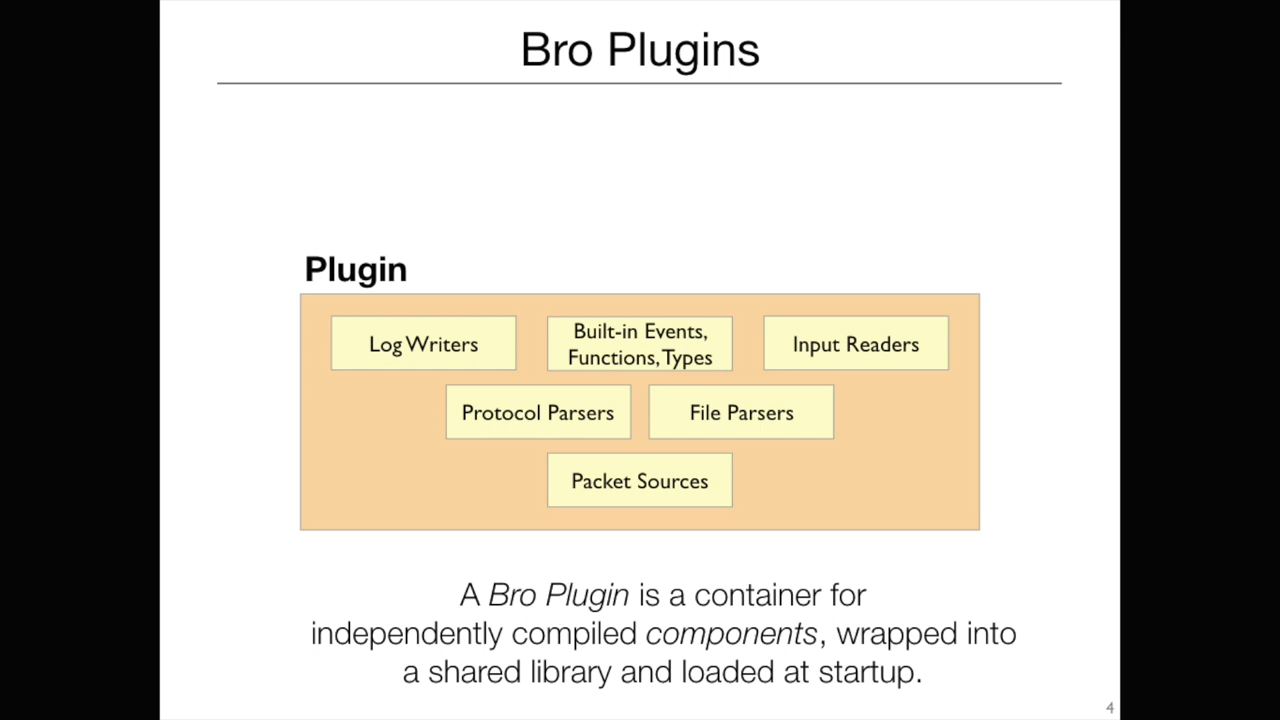 Bro Plugins
Plugin
Log Writers
Built-in Events,
Functions, Types
Input Readers
Protocol Parsers
File Parsers
Packet Sources
A Bro Plugin is a container for
independently compiled components, wrapped into
a shared library and loaded at startup.
4